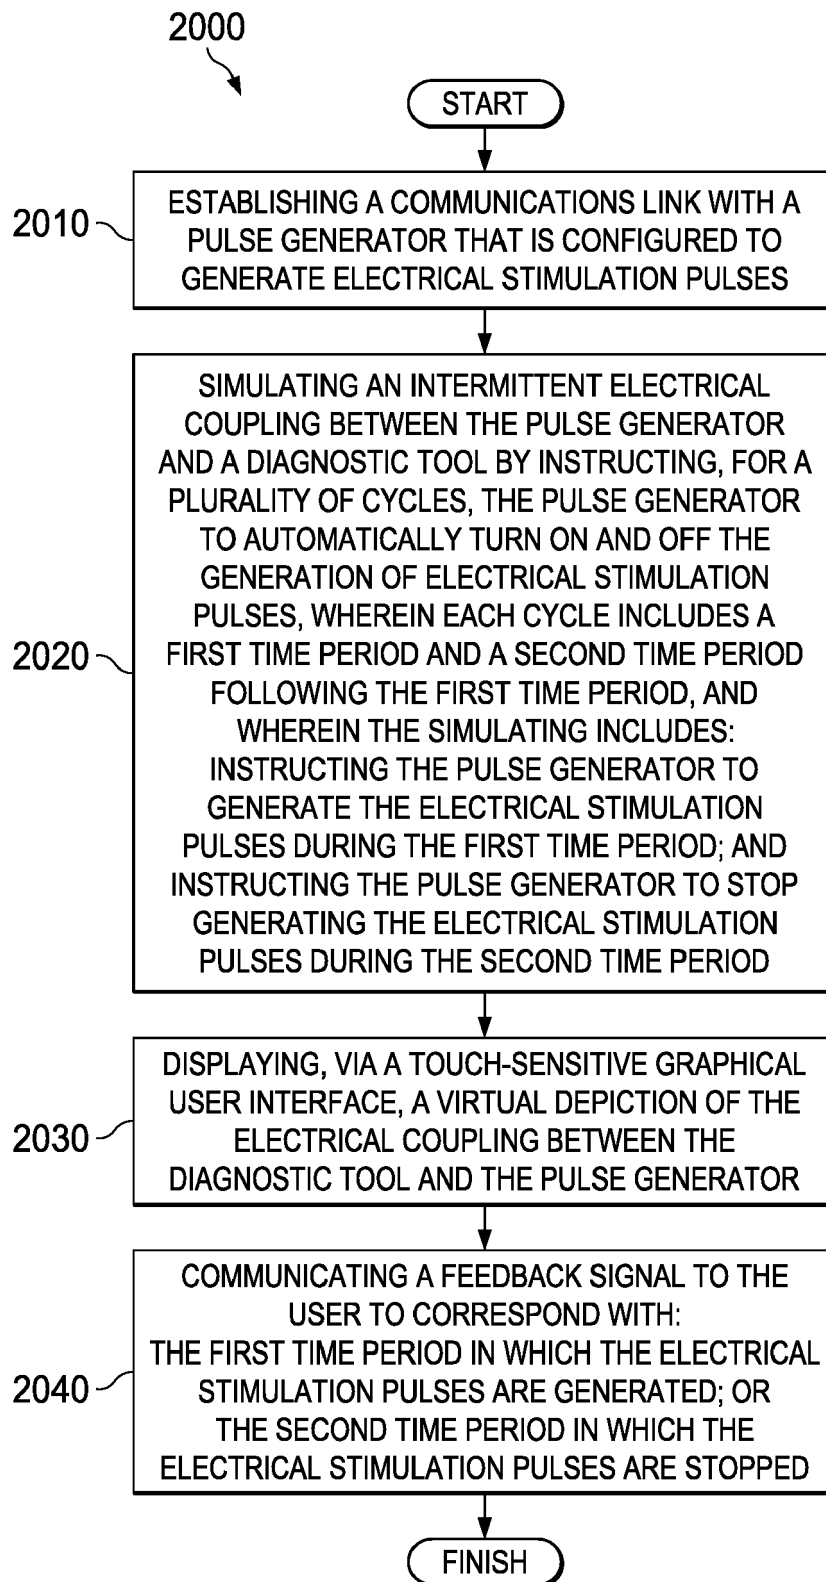 2000
START
2010
ESTABLISHING A COMMUNICATIONS LINK WITH A
PULSE GENERATOR THAT IS CONFIGURED TO
GENERATE ELECTRICAL STIMULATION PULSES
2020
SIMULATING AN INTERMITTENT ELECTRICAL
COUPLING BETWEEN THE PULSE GENERATOR
AND A DIAGNOSTIC TOOL BY INSTRUCTING, FOR A
PLURALITY OF CYCLES, THE PULSE GENERATOR
TO AUTOMATICALLY TURN ON AND OFF THE
GENERATION OF ELECTRICAL STIMULATION
PULSES, WHEREIN EACH CYCLE INCLUDES A
FIRST TIME PERIOD AND A SECOND TIME PERIOD
FOLLOWING THE FIRST TIME PERIOD, AND
WHEREIN THE SIMULATING INCLUDES:
INSTRUCTING THE PULSE GENERATOR TO
GENERATE THE ELECTRICAL STIMULATION
PULSES DURING THE FIRST TIME PERIOD; AND
INSTRUCTING THE PULSE GENERATOR TO STOP
GENERATING THE ELECTRICAL STIMULATION
PULSES DURING THE SECOND TIME PERIOD
2030
DISPLAYING, VIA A TOUCH-SENSITIVE GRAPHICAL
USER INTERFACE, A VIRTUAL DEPICTION OF THE
ELECTRICAL COUPLING BETWEEN THE
DIAGNOSTIC TOOL AND THE PULSE GENERATOR
2040
COMMUNICATING A FEEDBACK SIGNAL TO THE
USER TO CORRESPOND WITH:
THE FIRST TIME PERIOD IN WHICH THE ELECTRICAL
STIMULATION PULSES ARE GENERATED; OR
THE SECOND TIME PERIOD IN WHICH THE
ELECTRICAL STIMULATION PULSES ARE STOPPED
FINISH